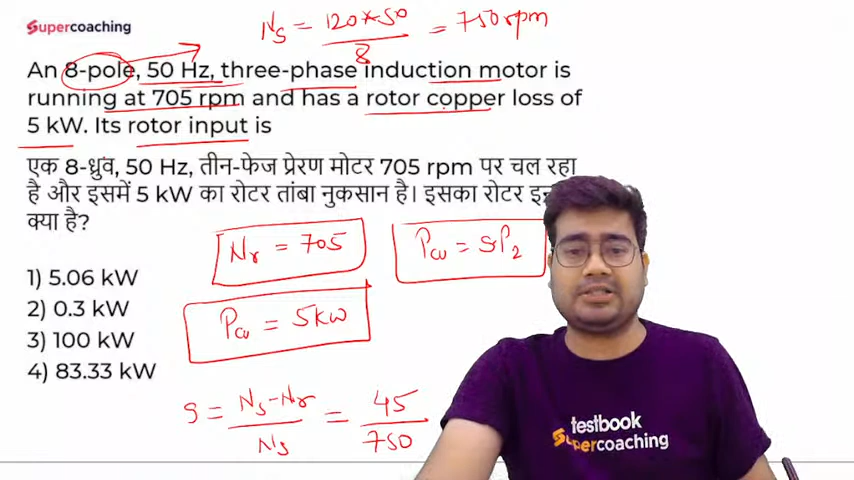 Supercoaching
Ns = 120*50 / 8 = 750rpm
An 8-pole, 50 Hz, three-phase induction motor is
running at 705 rpm and has a rotor copper loss of
5 kW. Its rotor input is
एक 8-ध्रुव, 50 Hz, तीन-फेज प्रेरण मोटर 705 rpm पर चल रहा
है और इसमें 5 kW का रोटर तांबा नुकसान है। इसका रोटर
क्या है?
Nr = 705
Pcu = sP2
1) 5.06 kW
2) 0.3 kW
3) 100 kW
4) 83.33 kW
Pcu = 5kW
S = Ns-Nr / Ns = 45 / 750
testbook
Supercoaching